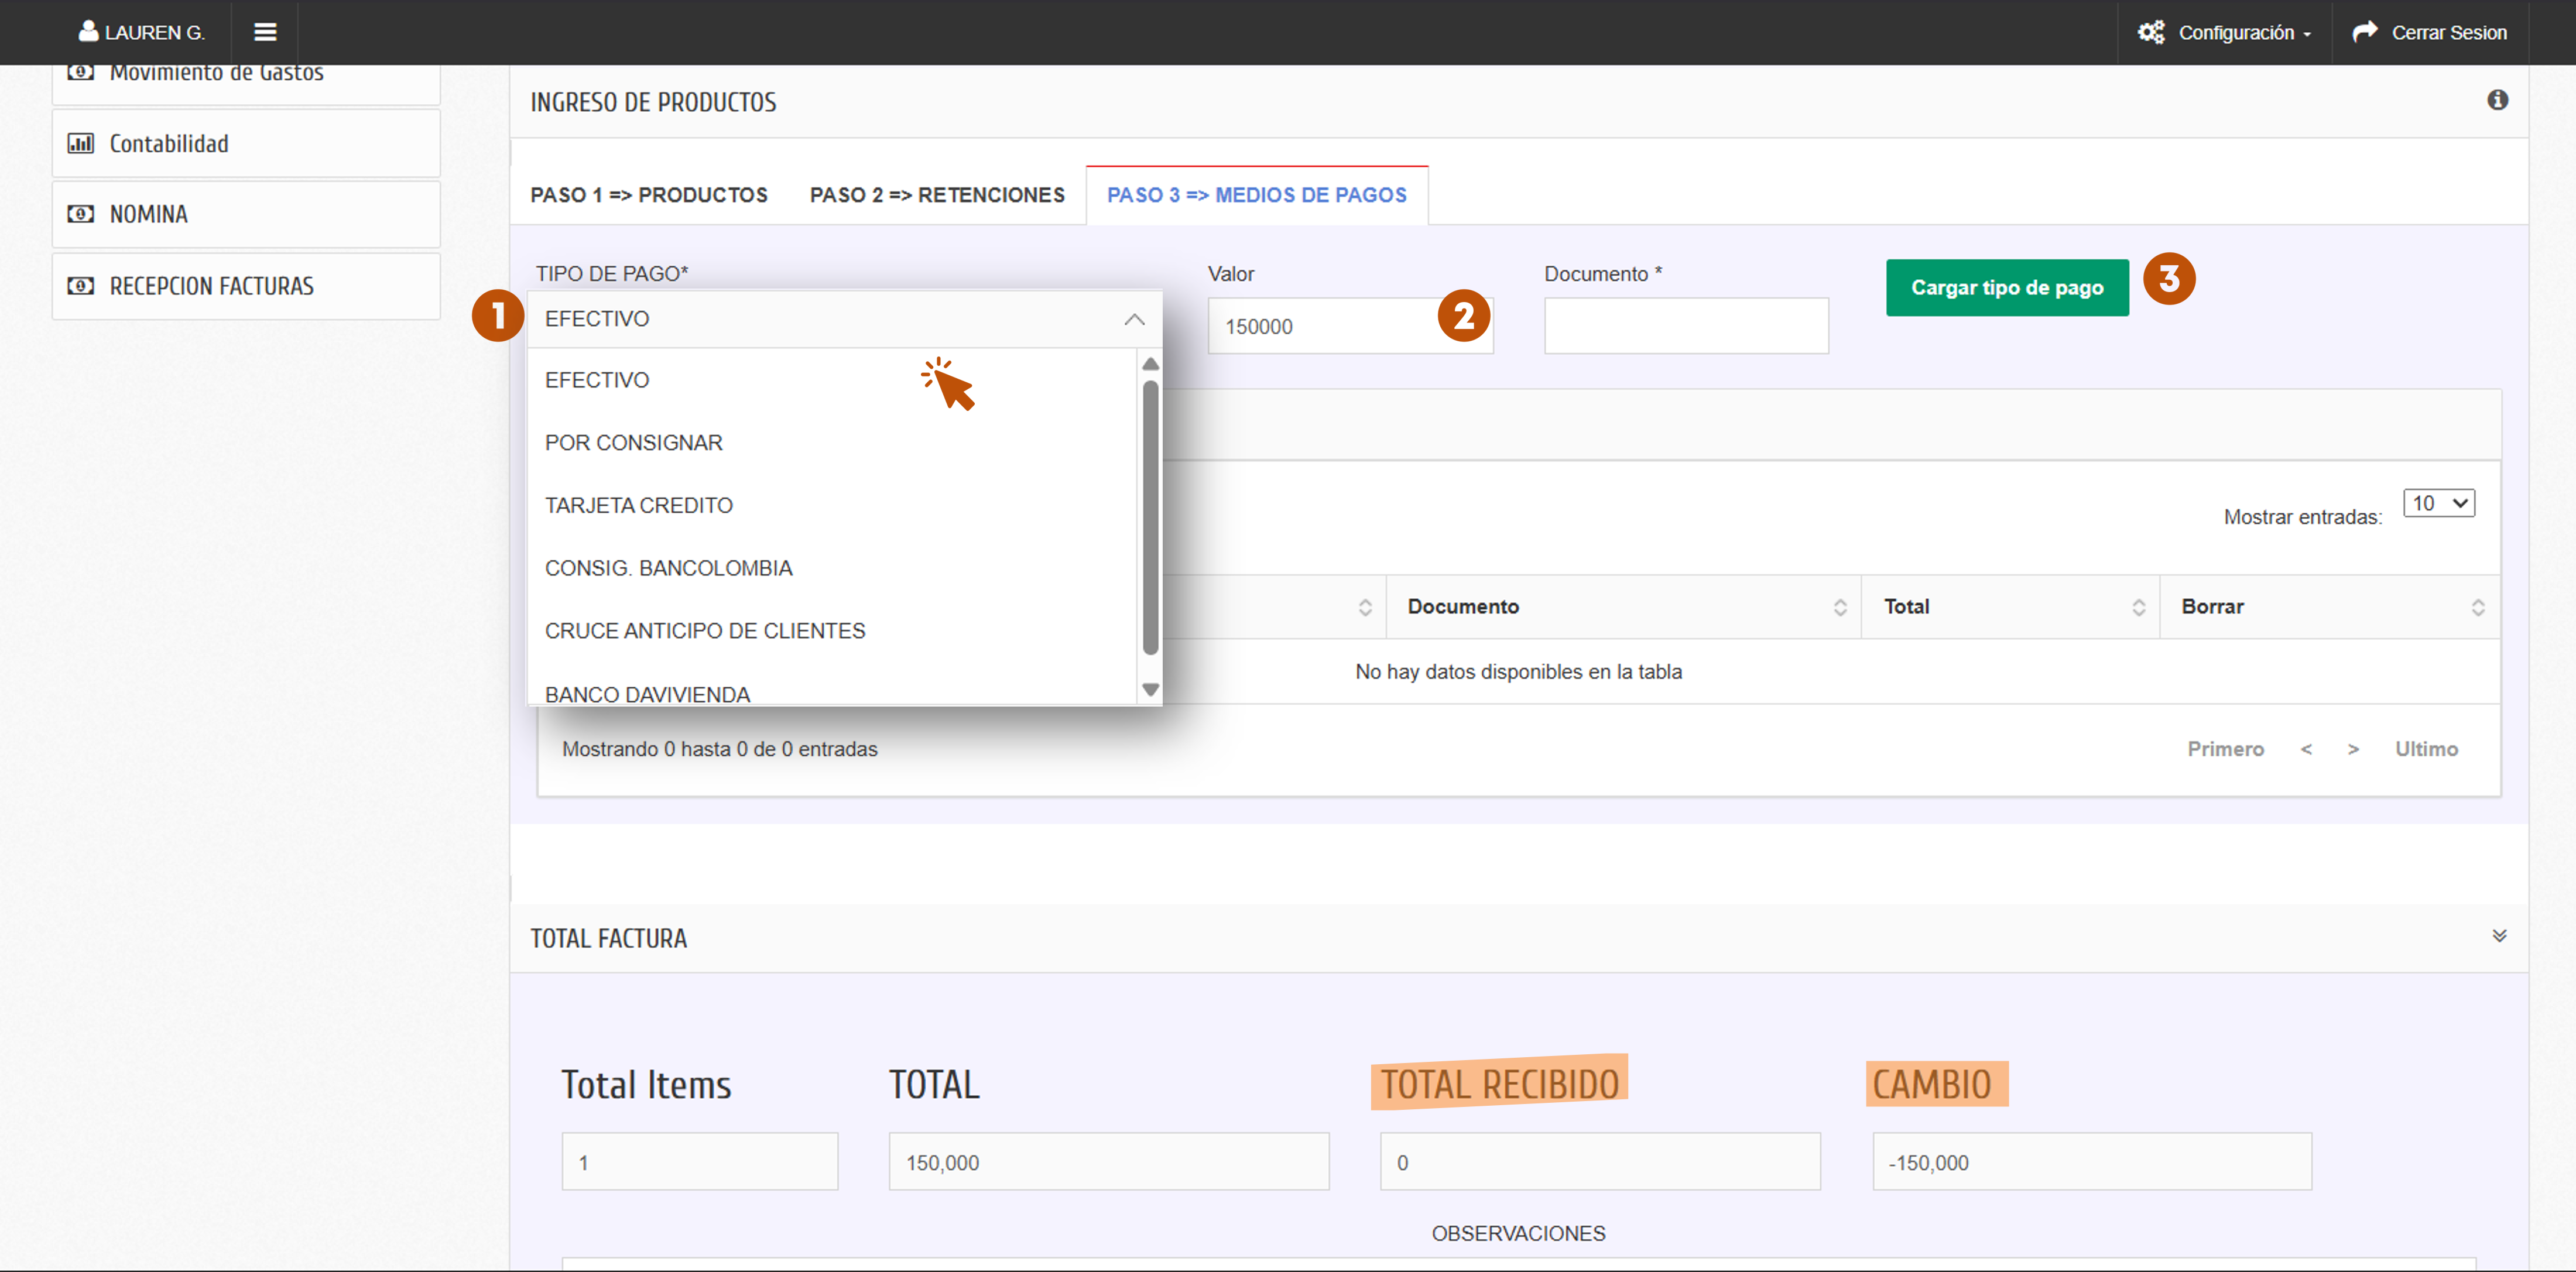 LAUREN G.
Configuración
Cerrar Sesion
Movimiento de Gastos
Contabilidad
NOMINA
RECEPCION FACTURAS
INGRESO DE PRODUCTOS
PASO 1 => PRODUCTOS
PASO 2 => RETENCIONES
PASO 3 => MEDIOS DE PAGOS
TIPO DE PAGO*
Valor
Documento *
Cargar tipo de pago
3
1
EFECTIVO
150000
2
EFECTIVO
POR CONSIGNAR
TARJETA CREDITO
CONSIG. BANCOLOMBIA
CRUCE ANTICIPO DE CLIENTES
BANCO DAVIVIENDA
Mostrar entradas:
10
Documento
Total
Borrar
No hay datos disponibles en la tabla
Mostrando 0 hasta 0 de 0 entradas
Primero < > Ultimo
TOTAL FACTURA
Total Items
TOTAL
TOTAL RECIBIDO
CAMBIO
1
150,000
0
-150,000
OBSERVACIONES